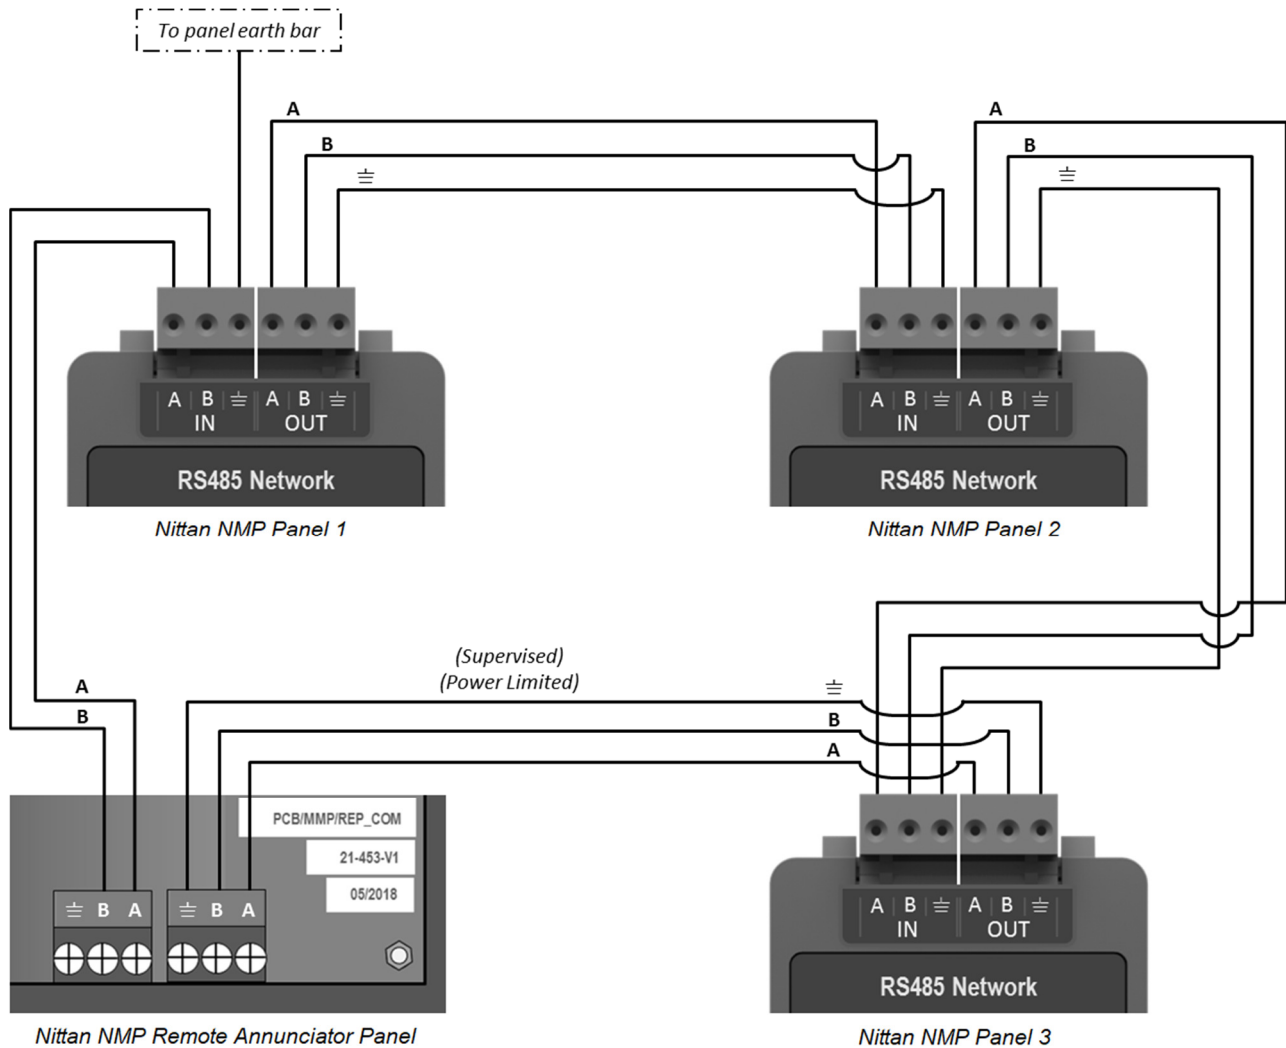 To panel earth bar
A
B
A
B
A B A B
IN OUT
RS485 Network
Nittan NMP Panel 1
A B A B
IN OUT
RS485 Network
Nittan NMP Panel 2
(Supervised)
(Power Limited)
A
B
B
A
PCB/MMP/REP_COM
21-453-V1
05/2018
B A B A
Nittan NMP Remote Annunciator Panel
A B A B
IN OUT
RS485 Network
Nittan NMP Panel 3